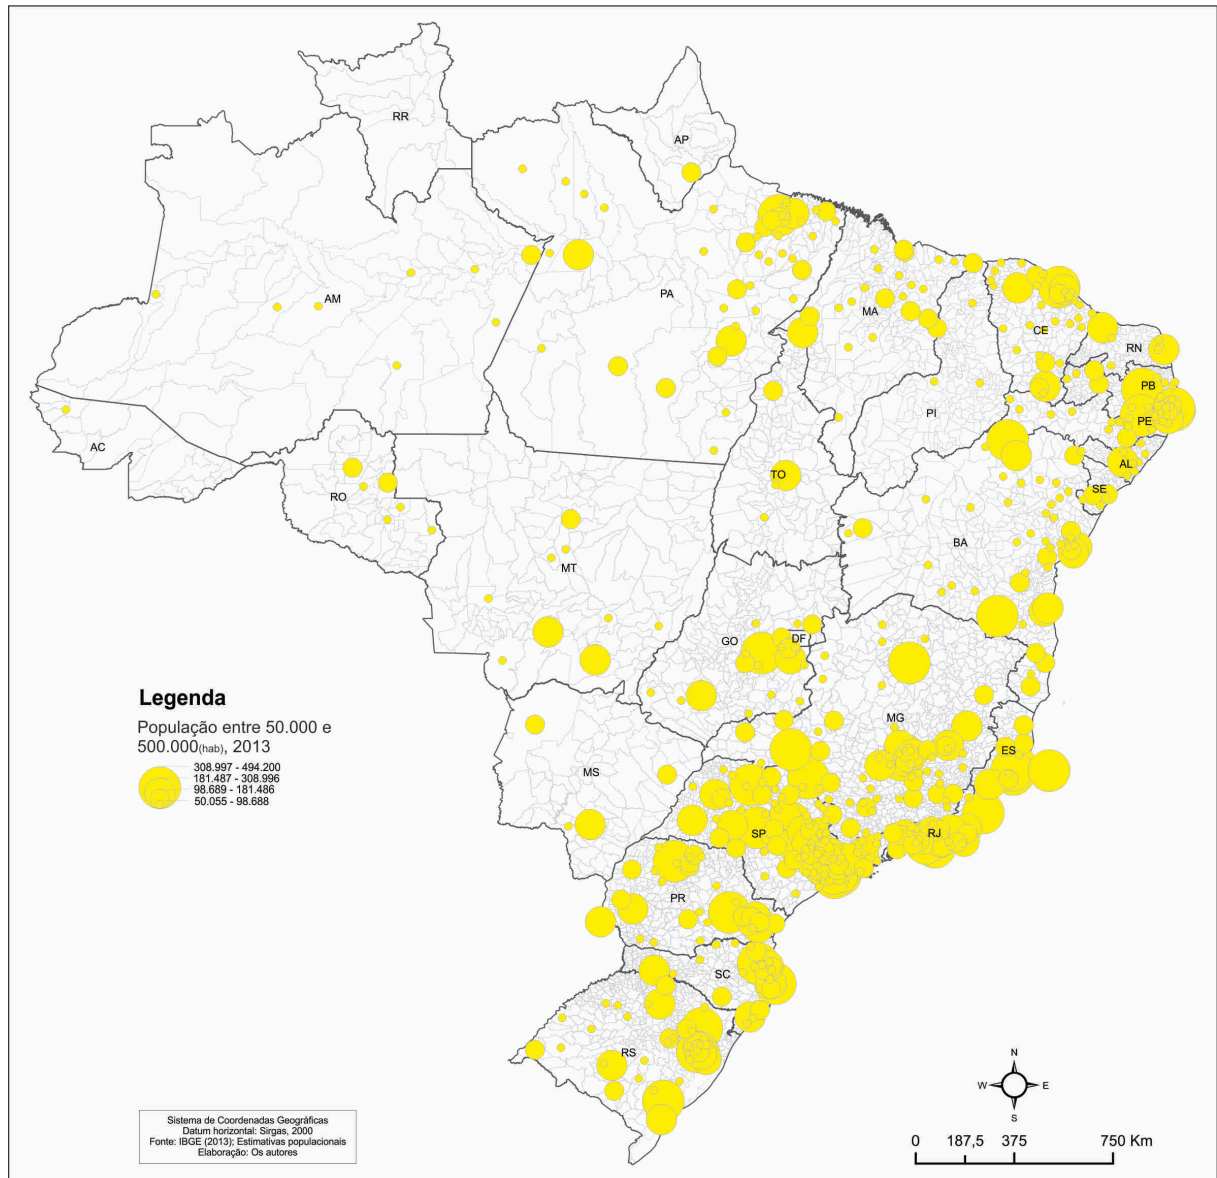 RR
AP
AM
PA
MA
CE
RN
PB
PE
PI
AC
AL
TO
SE
RO
BA
MT
GO
DF
Legenda
População entre 50.000 e
500.000(hab), 2013
308.997 - 494.200
181.487 - 308.996
98.689 - 181.486
50.055 - 98.688
MG
ES
MS
SP
RJ
PR
SC
RS
N
W
E
S
Sistema de Coordenadas Geográficas
Datum horizontal: Sirgas, 2000
Fonte: IBGE (2013); Estimativas populacionais
Elaboração: Os autores
0 187,5 375 750 Km